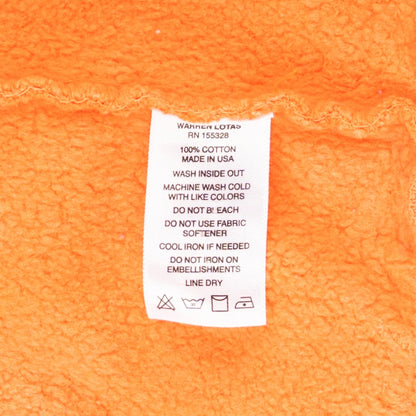 WARREN LOTAS
RN 155328
100% COTTON
MADE IN USA
WASH INSIDE OUT
MACHINE WASH COLD
WITH LIKE COLORS
DO NOT BLEACH
DO NOT USE FABRIC
SOFTENER
COOL IRON IF NEEDED
DO NOT IRON ON
EMBELLISHMENTS
LINE DRY